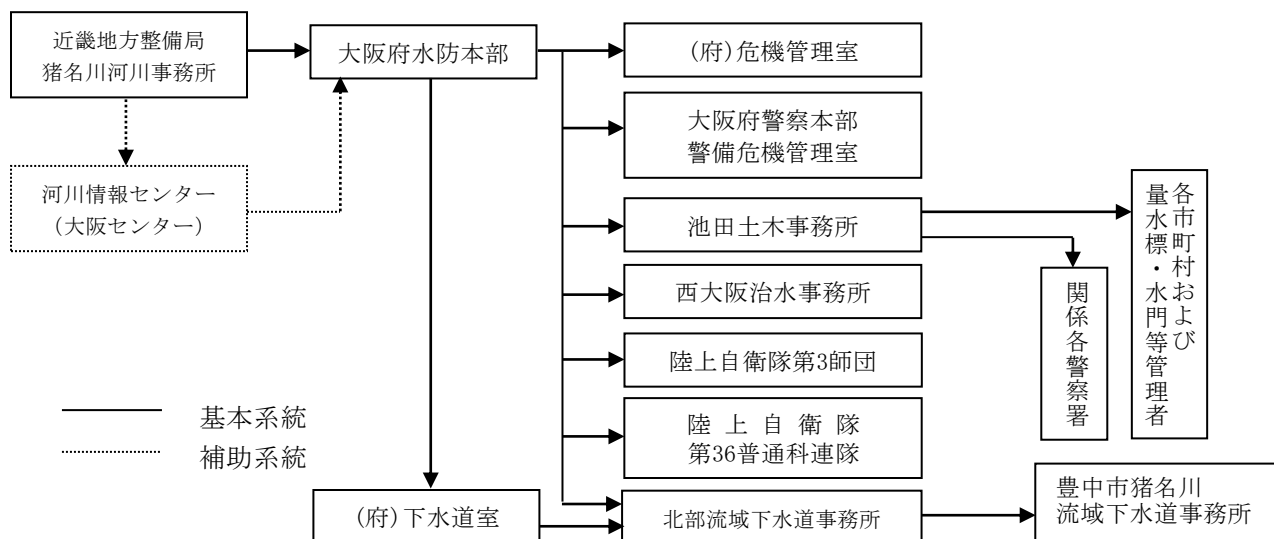 近畿地方整備局
猪名川河川事務所
大阪府水防本部
(府)危機管理室
大阪府警察本部
警備危機管理室
河川情報センター
（大阪センター）
池田土木事務所
各市町村および
量水標・水門等管理者
関係各警察署
西大阪治水事務所
陸上自衛隊第3師団
陸上自衛隊
第36普通科連隊
基本系統
補助系統
(府)下水道室
北部流域下水道事務所
豊中市猪名川
流域下水道事務所